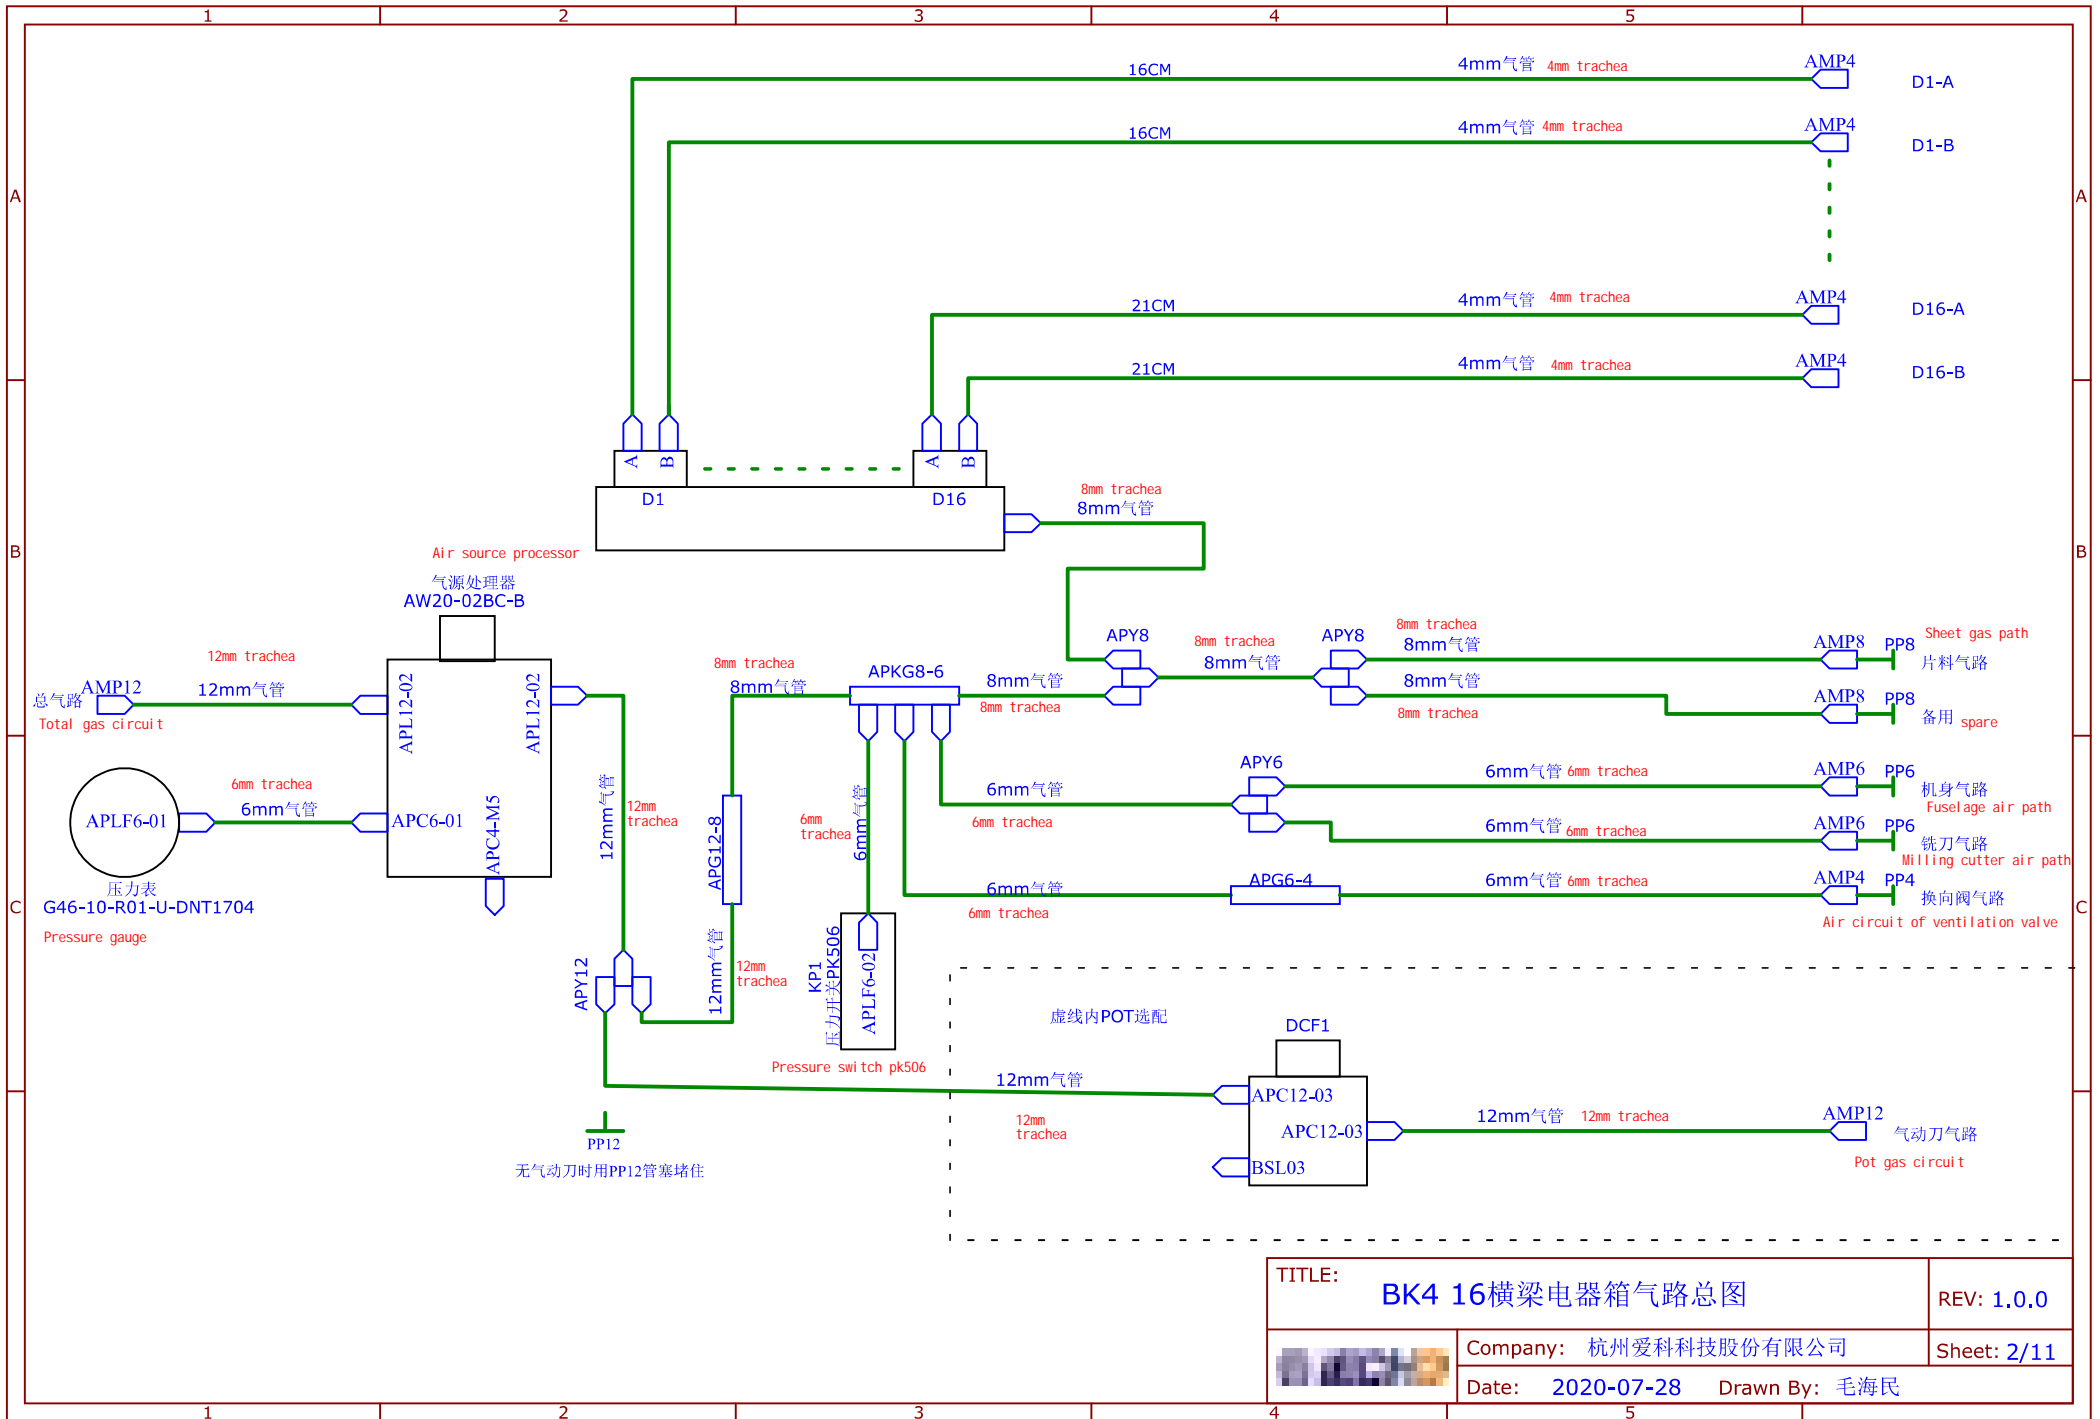 1
2
3
4
5
A
A
B
B
C
C
16CM
4mm气管
4mm trachea
AMP4
D1-A
16CM
4mm气管
4mm trachea
AMP4
D1-B
21CM
4mm气管
4mm trachea
AMP4
D16-A
21CM
4mm气管
4mm trachea
AMP4
D16-B
A
B
A
B
D1
D16
8mm trachea
8mm气管
Air source processor
气源处理器
AW20-02BC-B
12mm trachea
总气路
AMP12
12mm气管
Total gas circuit
APL12-02
APL12-02
6mm trachea
6mm气管
APLF6-01
APC6-01
APC4-M5
压力表
G46-10-R01-U-DNT1704
Pressure gauge
12mm气管
12mm
trachea
APY12
12mm气管
12mm
trachea
APG12-8
8mm trachea
8mm气管
APKG8-6
8mm气管
8mm trachea
APY8
8mm trachea
8mm气管
APY8
8mm trachea
8mm气管
AMP8
PP8
Sheet gas path
片料气路
8mm气管
8mm trachea
AMP8
PP8
备用
spare
6mm
trachea
6mm气管
6mm气管
6mm trachea
APY6
6mm气管
6mm trachea
AMP6
PP6
机身气路
Fuselage air path
6mm气管
6mm trachea
AMP6
PP6
铣刀气路
Milling cutter air path
6mm气管
6mm trachea
APG6-4
6mm气管
6mm trachea
AMP4
PP4
换向阀气路
Air circuit of ventilation valve
KP1
压力开关PK506
APLF6-02
Pressure switch pk506
虚线内POT选配
DCF1
12mm气管
12mm
trachea
APC12-03
APC12-03
BSL03
12mm气管
12mm trachea
AMP12
气动刀气路
Pot gas circuit
PP12
无气动刀时用PP12管塞堵住
TITLE:
BK4 16横梁电器箱气路总图
REV: 1.0.0
Company: 杭州爱科科技股份有限公司
Sheet: 2/11
Date: 2020-07-28
Drawn By: 毛海民
1
2
3
4
5